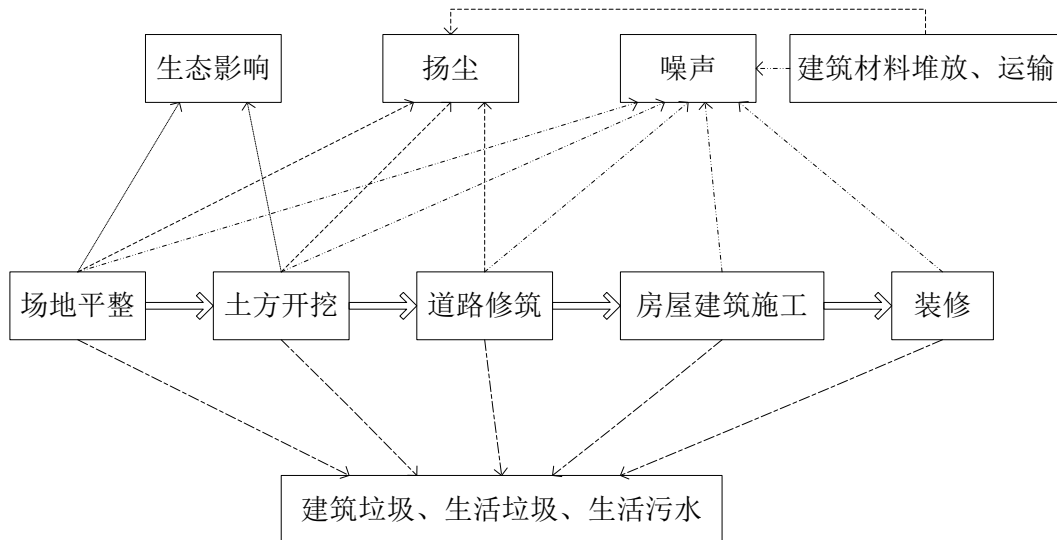 生态影响
扬尘
噪声
建筑材料堆放、运输
场地平整
土方开挖
道路修筑
房屋建筑施工
装修
建筑垃圾、生活垃圾、生活污水